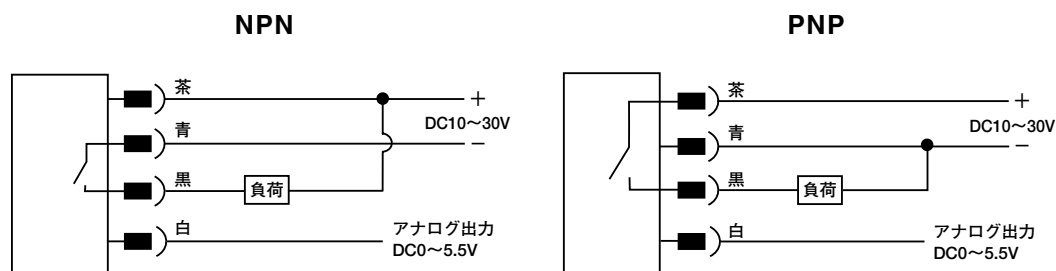 NPN
茶
+
DC10〜30V
青
−
黒
負荷
白
アナログ出力
DC0〜5.5V
PNP
茶
+
DC10〜30V
青
−
黒
負荷
白
アナログ出力
DC0〜5.5V